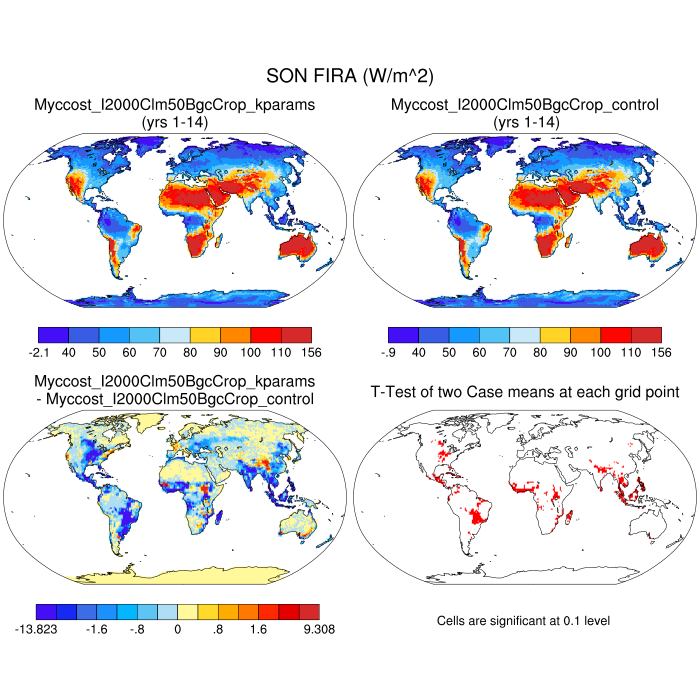 SON FIRA (W/m^2)
Myccost_I2000Clm50BgcCrop_kparams
(yrs 1-14)
Myccost_I2000Clm50BgcCrop_control
(yrs 1-14)
-2.1 40 50 60 70 80 90 100 110 156
-.9 40 50 60 70 80 90 100 110 156
Myccost_I2000Clm50BgcCrop_kparams
- Myccost_I2000Clm50BgcCrop_control
T-Test of two Case means at each grid point
-13.823 -1.6 -.8 0 .8 1.6 9.308
Cells are significant at 0.1 level